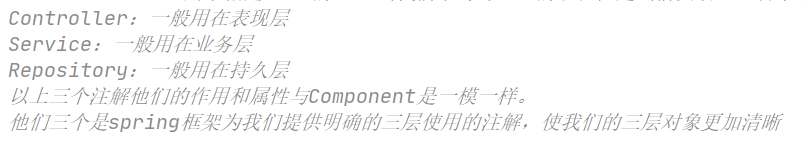 Controller: 一般用在表现层
Service: 一般用在业务层
Repository: 一般用在持久层
以上三个注解他们的作用和属性与Component是一模一样。
他们三个是spring框架为我们提供明确的三层使用的注解，使我们的三层对象更加清晰